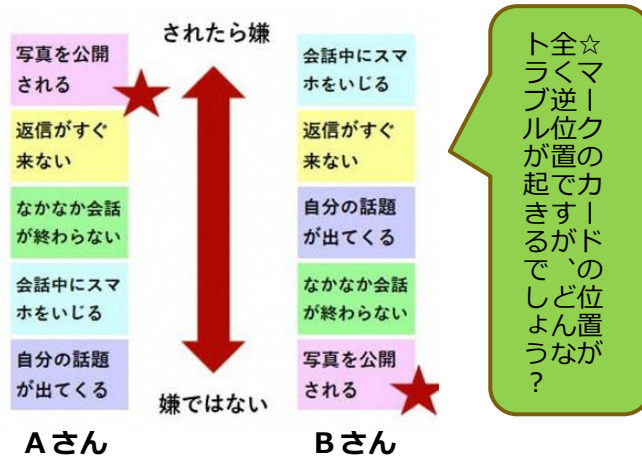 されたら嫌
写真を公開
される
返信がすぐ
来ない
なかなか会話
が終わらない
会話中にスマ
ホをいじる
自分の話題
が出てくる
嫌ではない
Aさん
会話中にスマ
ホをいじる
返信がすぐ
来ない
自分の話題
が出てくる
なかなか会話
が終わらない
写真を公開
される
Bさん
☆マークのカードの位置が
全く逆位置ですが、どんな
トラブルが起きるでしょう?